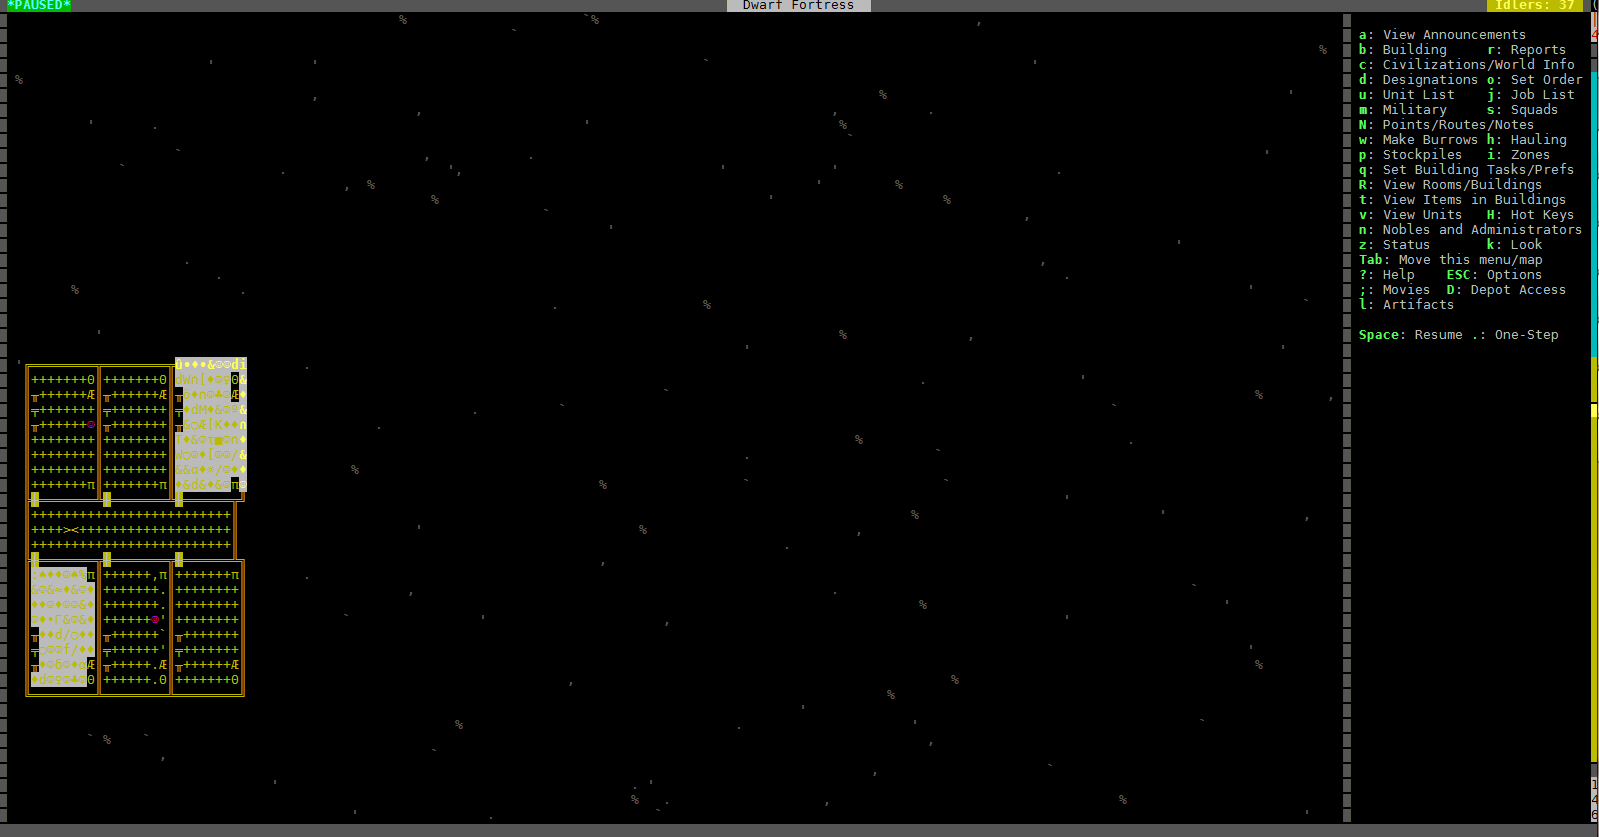 *PAUSED* Dwarf Fortress Idlers: 37
a: View Announcements
b: Building r: Reports
c: Civilizations/World Info
d: Designations o: Set Order
u: Unit List j: Job List
m: Military s: Squads
N: Points/Routes/Notes
w: Make Burrows h: Hauling
p: Stockpiles i: Zones
q: Set Building Tasks/Prefs
R: View Rooms/Buildings
t: View Items in Buildings
v: View Units H: Hot Keys
n: Nobles and Administrators
z: Status k: Look
Tab: Move this menu/map
?: Help ESC: Options
;: Movies D: Depot Access
l: Artifacts
Space: Resume .: One-Step